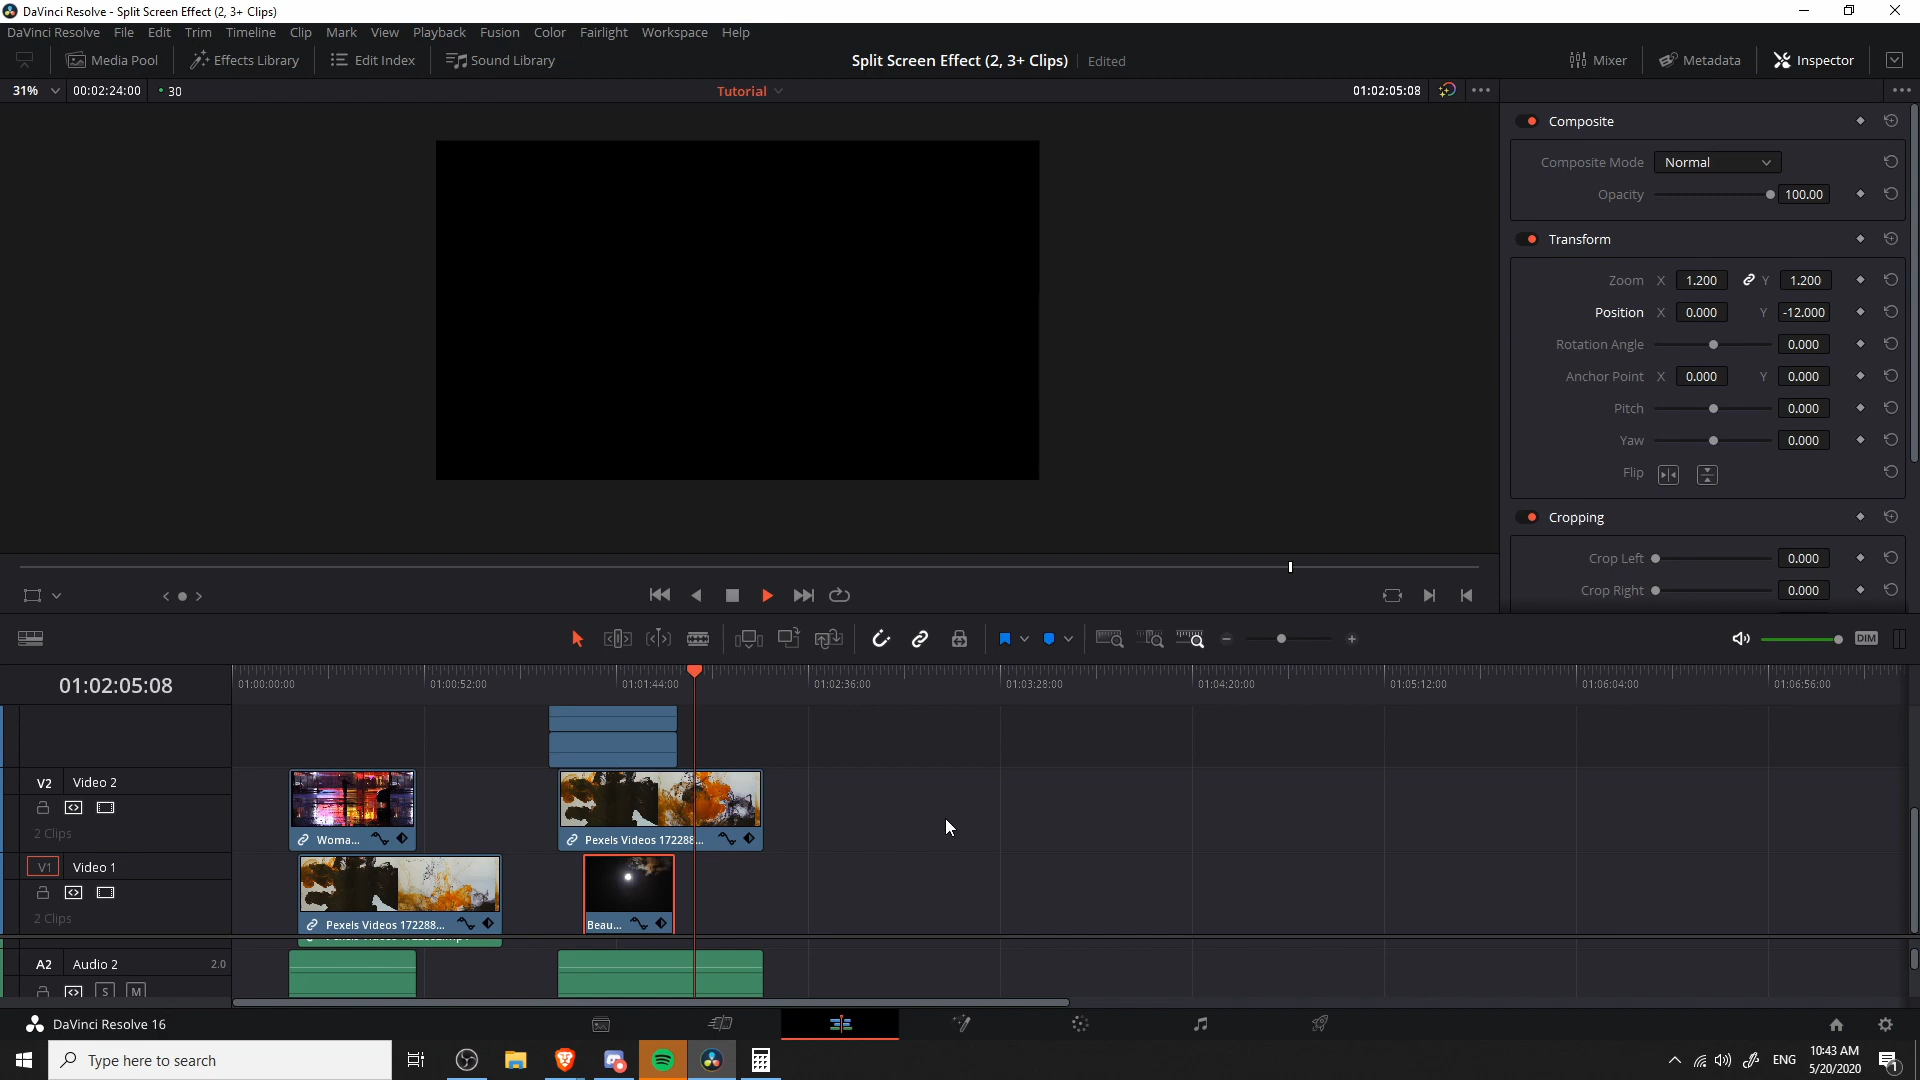 DaVinci Resolve - Split Screen Effect (2, 3+ Clips)
DaVinci Resolve File Edit Trim Timeline Clip Mark View Playback Fusion Color Fairlight Workspace Help
Media Pool Effects Library Edit Index Sound Library Split Screen Effect (2, 3+ Clips) Edited Mixer Metadata Inspector
31% 00:02:24:00 30 Tutorial 01:02:05:08
Composite
Composite Mode Normal
Opacity 100.00
Transform
Zoom X 1.200 Y 1.200
Position X 0.000 Y -12.000
Rotation Angle 0.000
Anchor Point X 0.000 Y 0.000
Pitch 0.000
Yaw 0.000
Flip
Cropping
Crop Left 0.000
Crop Right 0.000
DIM
01:02:05:08 01:00:00:00 01:00:52:00 01:01:44:00 01:02:36:00 01:03:28:00 01:04:20:00 01:05:12:00 01:06:04:00 01:06:56:00
V2 Video 2
2 Clips
Woma... Pexels Videos 172288...
V1 Video 1
2 Clips
Pexels Videos 172288... Beau...
A2 Audio 2 2.0
S M
DaVinci Resolve 16
Type here to search
ENG
10:43 AM
5/20/2020
1